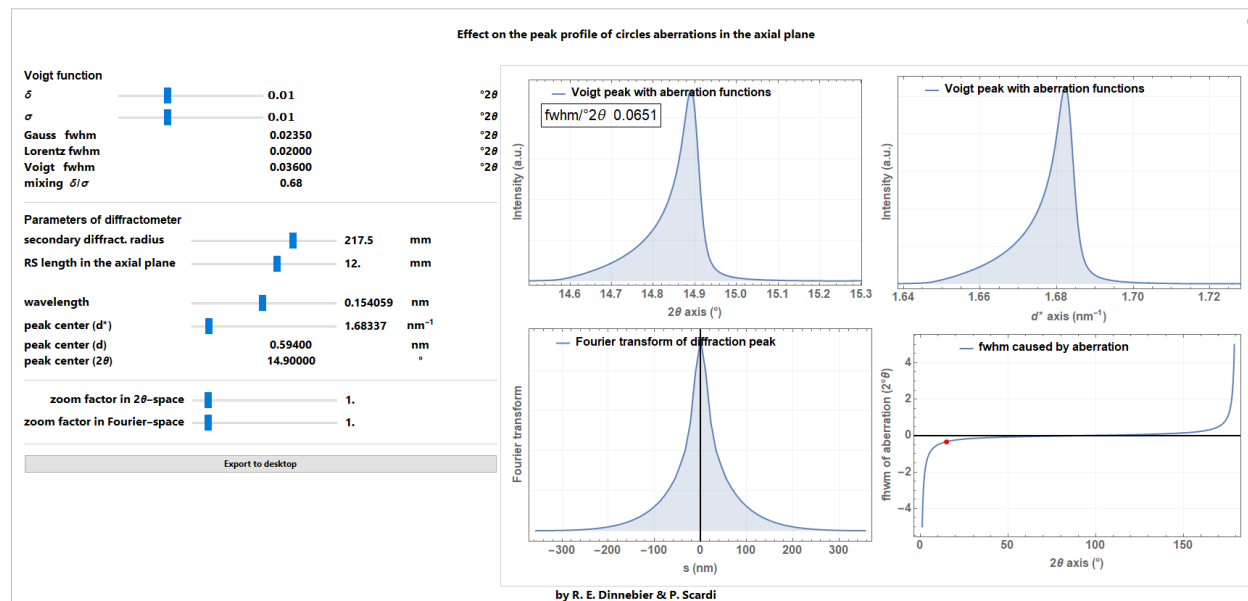 Effect on the peak profile of circles aberrations in the axial plane
Voigt function
δ 0.01 °2θ
σ 0.01 °2θ
Gauss fwhm 0.02350 °2θ
Lorentz fwhm 0.02000 °2θ
Voigt fwhm 0.03600 °2θ
mixing δ/σ 0.68
Parameters of diffractometer
secondary diffract. radius 217.5 mm
RS length in the axial plane 12. mm
wavelength 0.154059 nm
peak center (d*) 1.68337 nm⁻¹
peak center (d) 0.59400 nm
peak center (2θ) 14.90000 °
zoom factor in 2θ-space 1.
zoom factor in Fourier-space 1.
Export to desktop
Voigt peak with aberration functions
fwhm/°2θ 0.0651
Intensity (a.u.)
14.6 14.7 14.8 14.9 15.0 15.1 15.2 15.3
2θ axis (°)
Voigt peak with aberration functions
Intensity (a.u.)
1.64 1.66 1.68 1.70 1.72
d* axis (nm⁻¹)
Fourier transform of diffraction peak
Fourier transform
−300 −200 −100 0 100 200 300
s (nm)
fwhm caused by aberration
fhwm of aberration (2°θ)
4
2
0
−2
−4
0 50 100 150
2θ axis (°)
by R. E. Dinnebier & P. Scardi